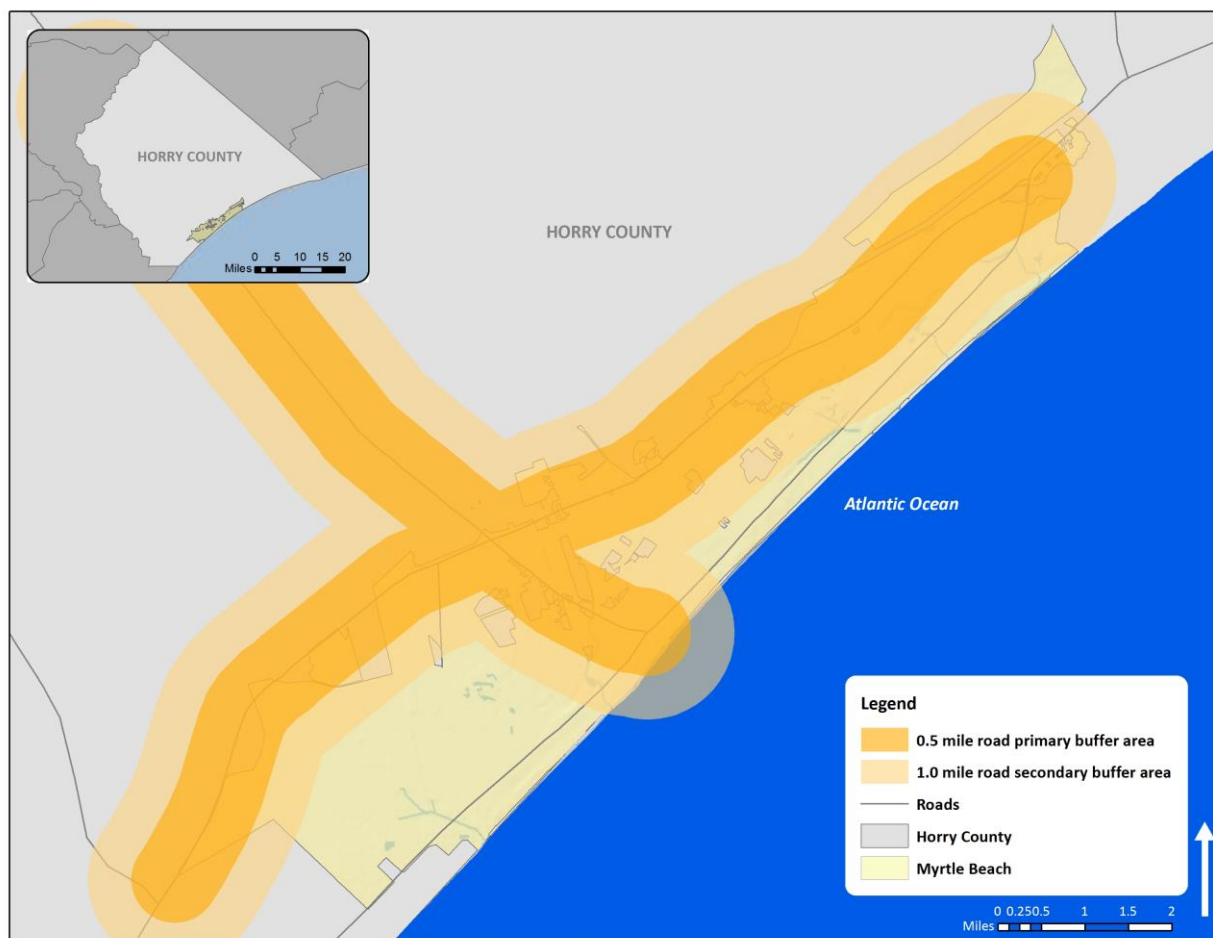 HORRY COUNTY
0 5 10 15 20
Miles
HORRY COUNTY
Atlantic Ocean
Legend
0.5 mile road primary buffer area
1.0 mile road secondary buffer area
Roads
Horry County
Myrtle Beach
0 0.250.5 1 1.5 2
Miles